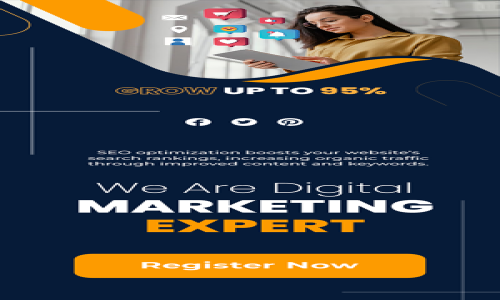 GROW UP TO 95%
SEO optimization boosts your website's
search rankings, increasing organic traffic
through improved content and keywords.
We Are Digital
MARKETING
EXPERT
Register Now